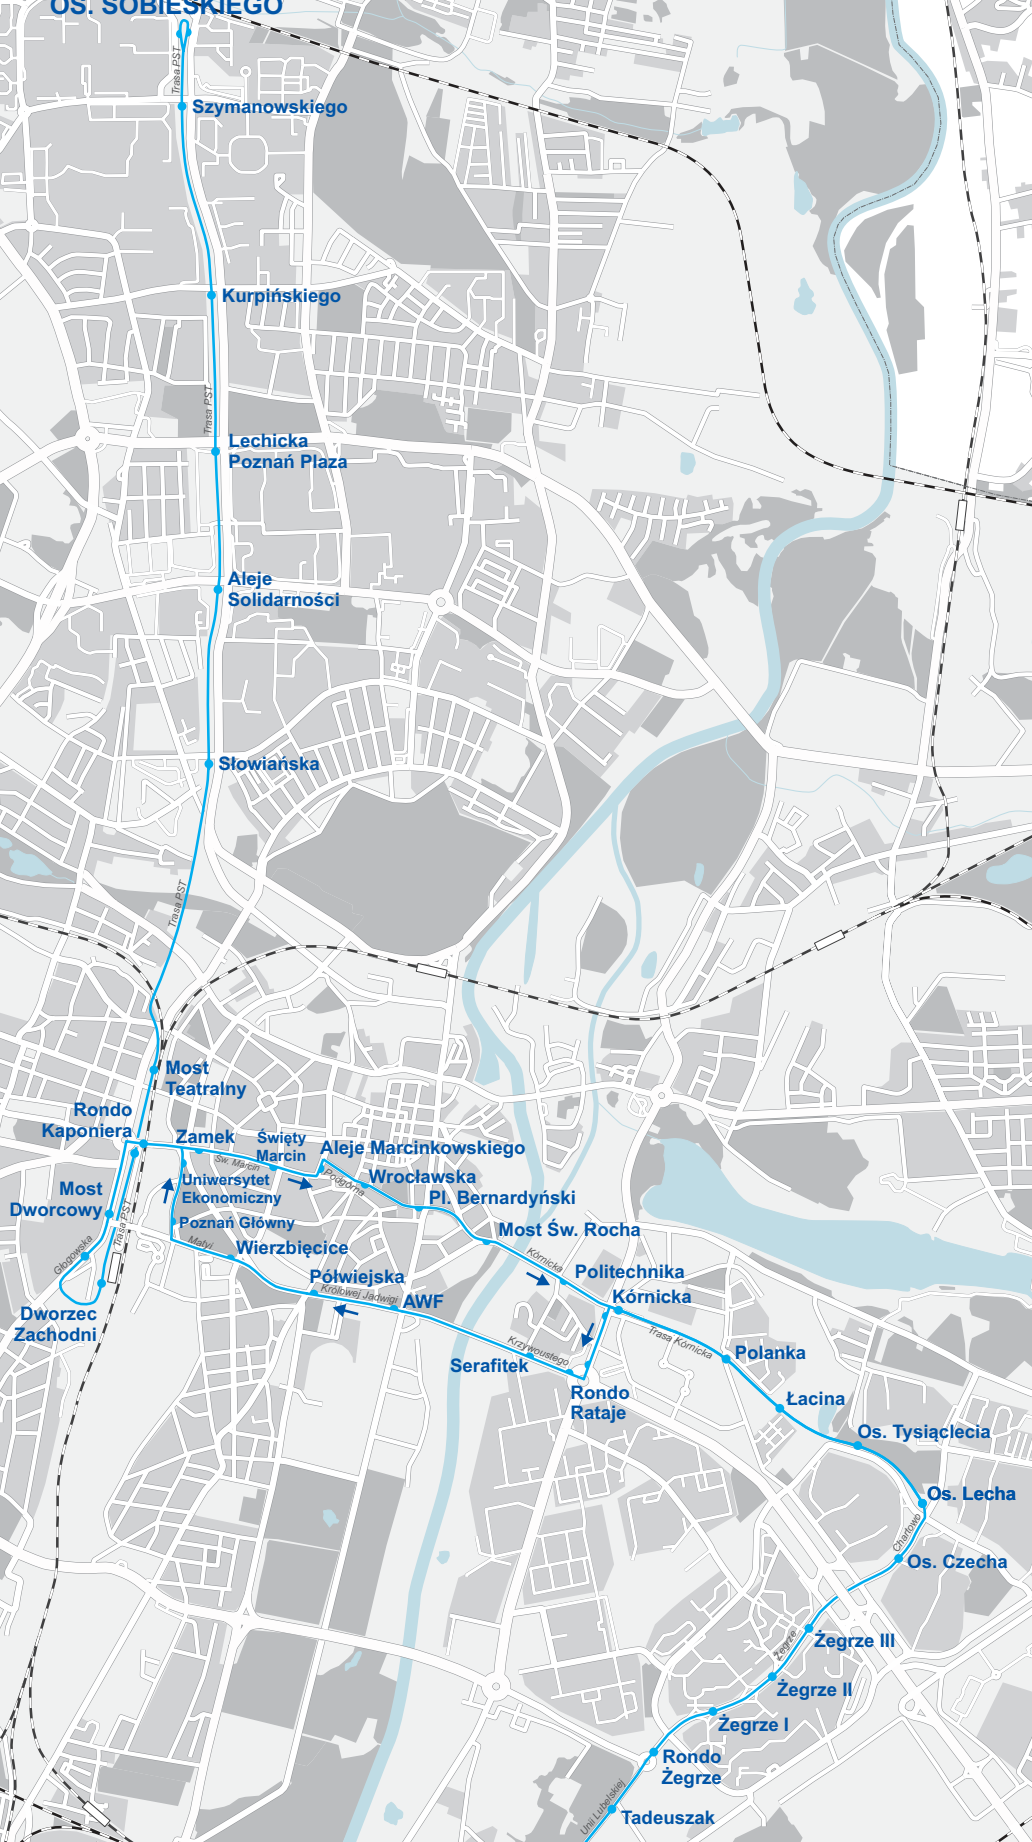 OS. SOBIESKIEGO
Trasa PST
Szymanowskiego
Kurpińskiego
Trasa PST
Lechicka
Poznań Plaza
Aleje
Solidarności
Słowiańska
Trasa PST
Most
Teatralny
Rondo
Kaponiera
Zamek
Św. Marcin
Święty
Marcin
Aleje Marcinkowskiego
Podgórna
Wrocławska
Pl. Bernardyński
Most Św. Rocha
Uniwersytet
Ekonomiczny
Poznań Główny
Most
Dworcowy
Trasa PST
Głogowska
Dworzec
Zachodni
Matyi
Wierzbięcice
Półwiejska
Królowej Jadwigi
AWF
Kórnicka
Politechnika
Kórnicka
Krzywoustego
Serafitek
Rondo
Rataje
Trasa Kórnicka
Polanka
Łacina
Os. Tysiąclecia
Os. Lecha
Chartowo
Os. Czecha
Żegrze
Żegrze III
Żegrze II
Żegrze I
Rondo
Żegrze
Unii Lubelskiej
Tadeuszak